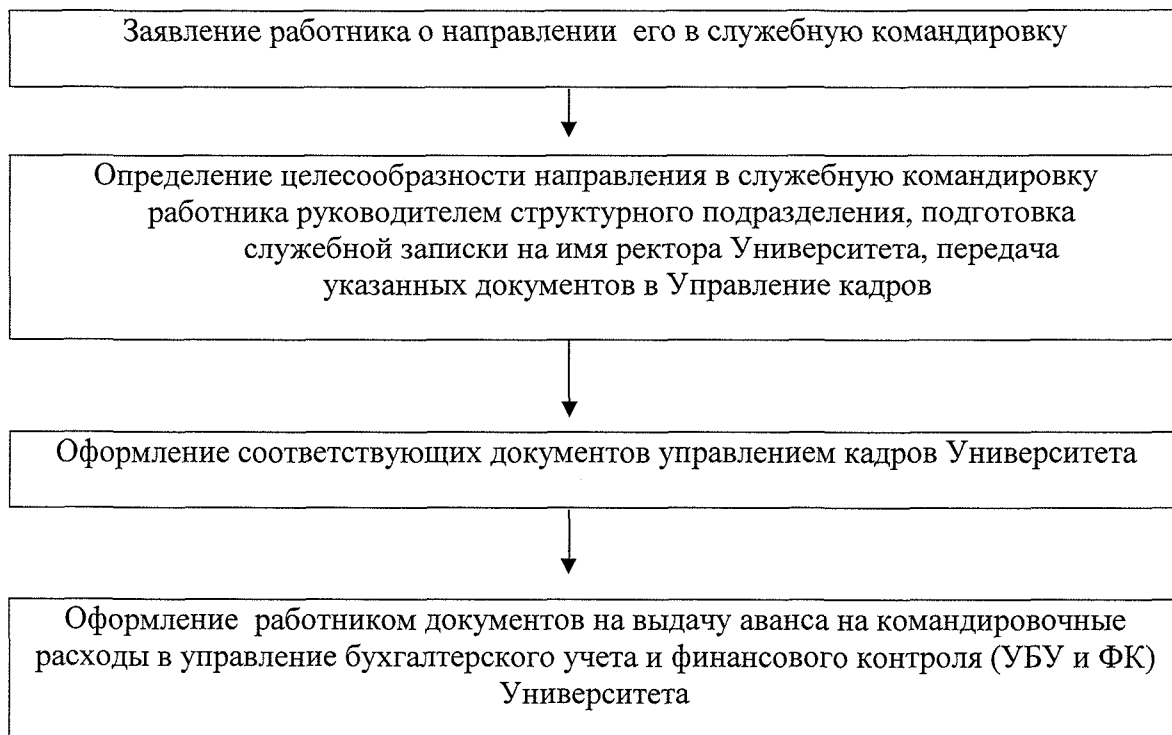 Заявление работника о направлении его в служебную командировку
Определение целесообразности направления в служебную командировку
работника руководителем структурного подразделения, подготовка
служебной записки на имя ректора Университета, передача
указанных документов в Управление кадров
Оформление соответствующих документов управлением кадров Университета
Оформление работником документов на выдачу аванса на командировочные
расходы в управление бухгалтерского учета и финансового контроля (УБУ и ФК)
Университета